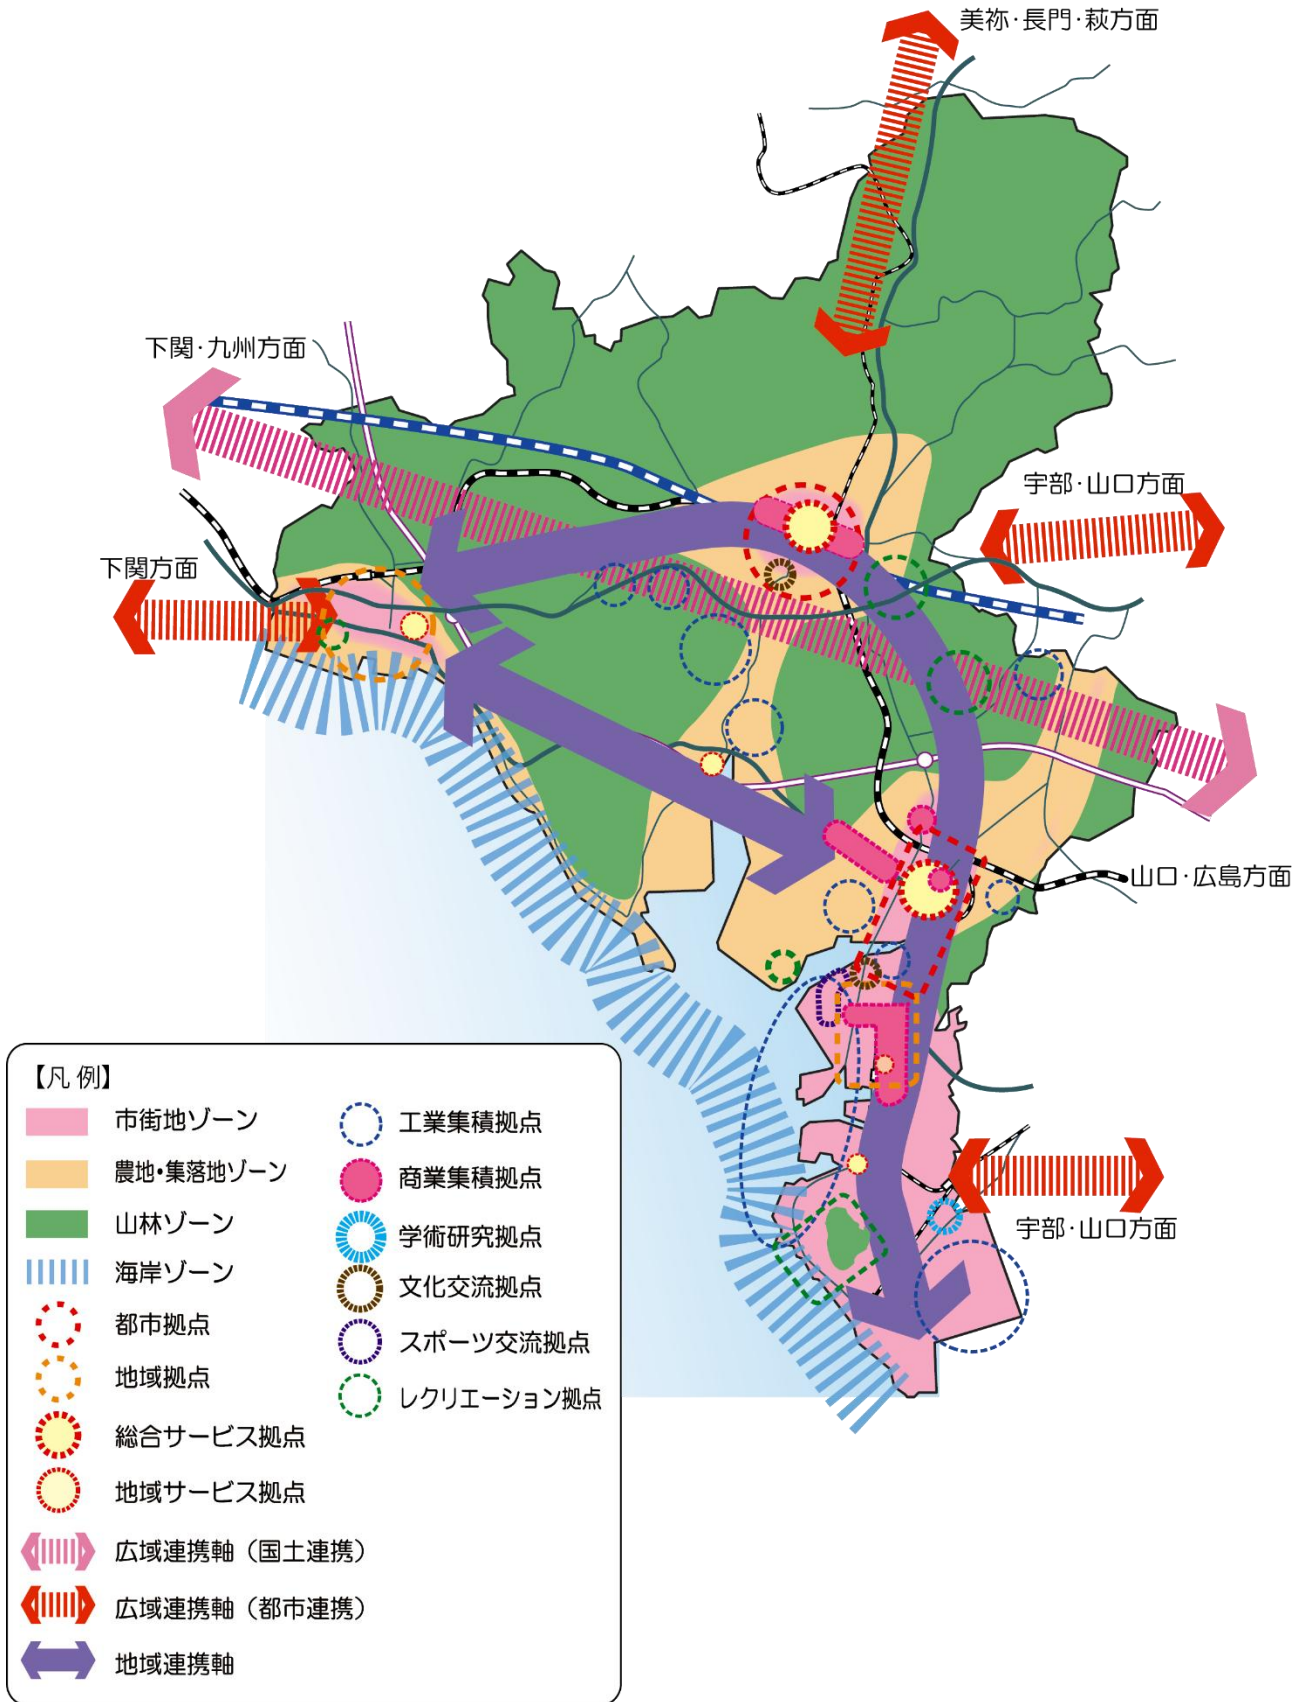 美祢・長門・萩方面
下関・九州方面
宇部・山口方面
下関方面
山口・広島方面
宇部・山口方面
【凡 例】
市街地ゾーン
農地・集落地ゾーン
山林ゾーン
海岸ゾーン
都市拠点
地域拠点
総合サービス拠点
地域サービス拠点
広域連携軸（国土連携）
広域連携軸（都市連携）
地域連携軸
工業集積拠点
商業集積拠点
学術研究拠点
文化交流拠点
スポーツ交流拠点
レクリエーション拠点